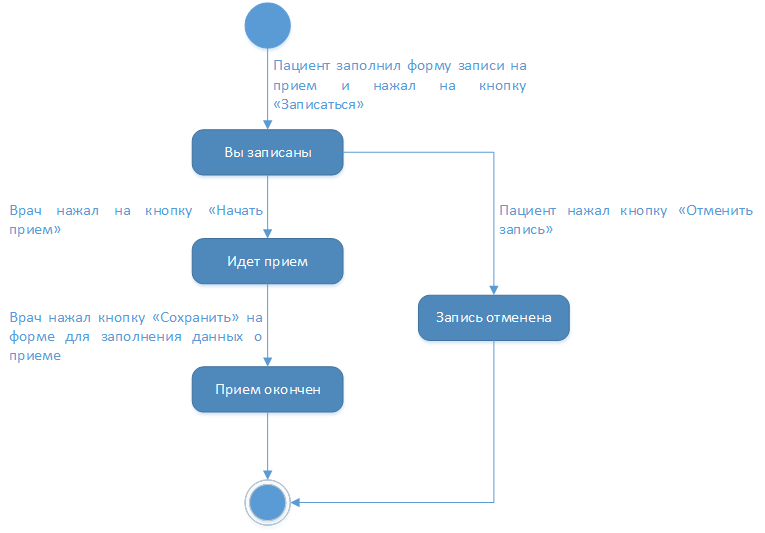 Пациент заполнил форму записи на
прием и нажал на кнопку
«Записаться»
Вы записаны
Врач нажал на кнопку «Начать
прием»
Пациент нажал кнопку «Отменить
запись»
Идет прием
Врач нажал кнопку «Сохранить» на
форме для заполнения данных о
приеме
Запись отменена
Прием окончен